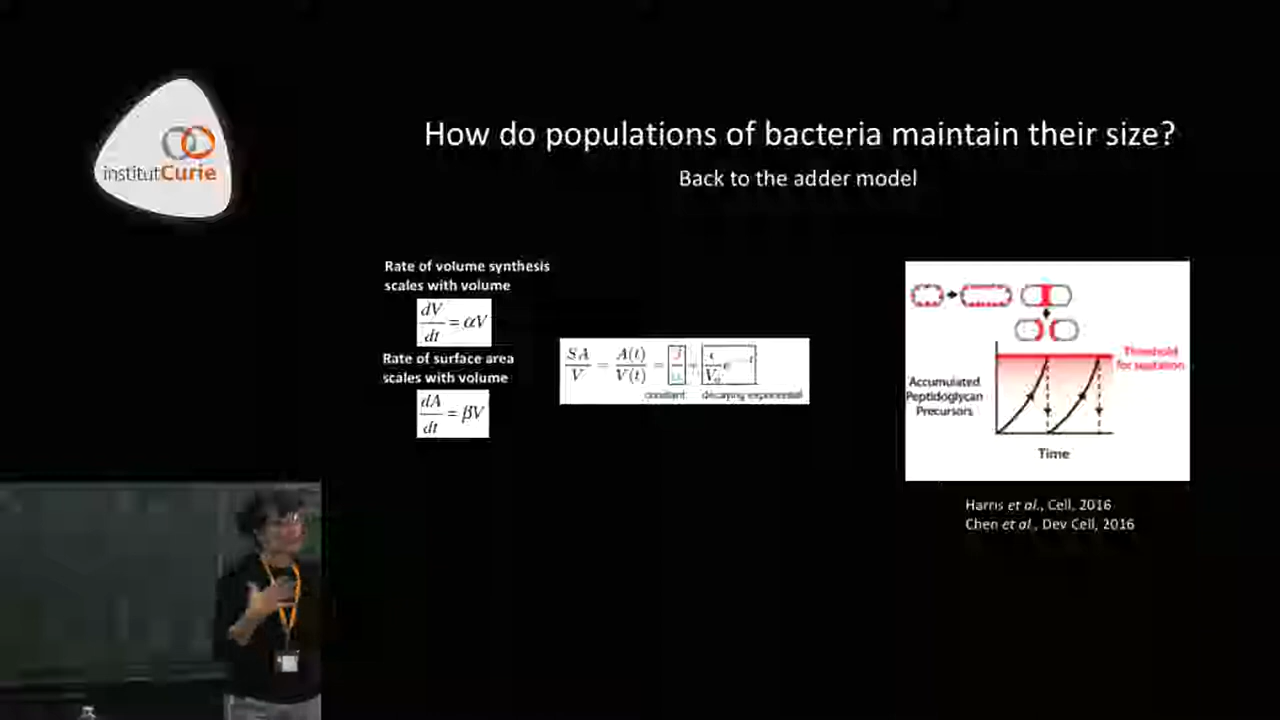 institutCurie
How do populations of bacteria maintain their size?
Back to the adder model
Rate of volume synthesis
scales with volume
dV/dt = αV
Rate of surface area
scales with volume
dA/dt = βV
SA/V = A(t)/V(t) =
constant decaying exponential
Threshold
for septation
Accumulated
Peptidoglycan
Precursors
Time
Harris et al., Cell, 2016
Chen et al., Dev Cell, 2016